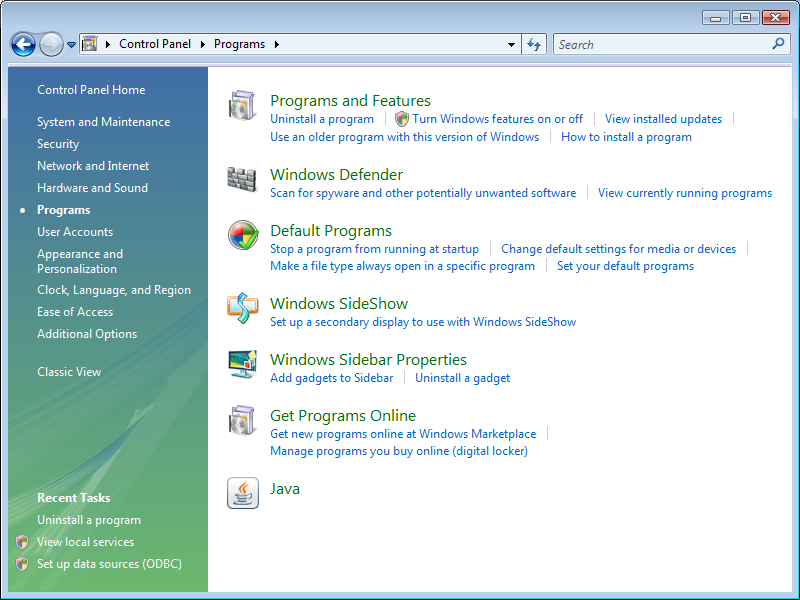 Control Panel
Programs
Search
Control Panel Home
System and Maintenance
Security
Network and Internet
Hardware and Sound
Programs
User Accounts
Appearance and
Personalization
Clock, Language, and Region
Ease of Access
Additional Options
Classic View
Recent Tasks
Uninstall a program
View local services
Set up data sources (ODBC)
Programs and Features
Uninstall a program Turn Windows features on or off View installed updates
Use an older program with this version of Windows How to install a program
Windows Defender
Scan for spyware and other potentially unwanted software View currently running programs
Default Programs
Stop a program from running at startup Change default settings for media or devices
Make a file type always open in a specific program Set your default programs
Windows SideShow
Set up a secondary display to use with Windows SideShow
Windows Sidebar Properties
Add gadgets to Sidebar Uninstall a gadget
Get Programs Online
Get new programs online at Windows Marketplace
Manage programs you buy online (digital locker)
Java